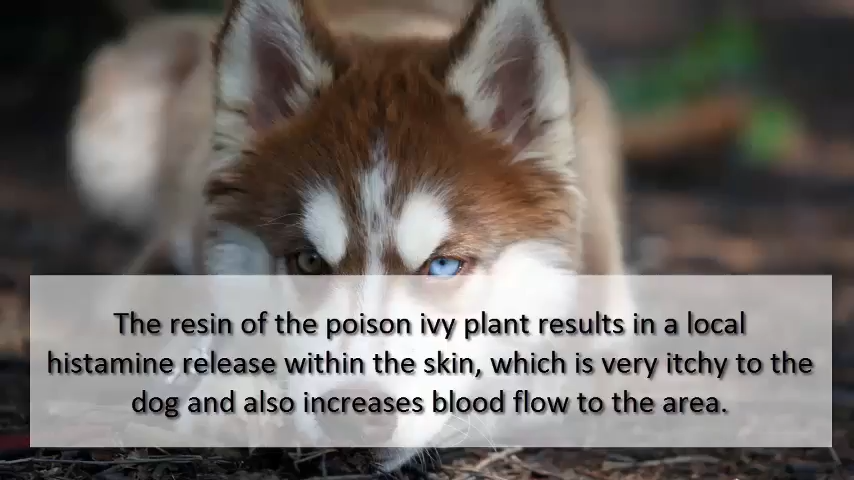 The resin of the poison ivy plant results in a local
histamine release within the skin, which is very itchy to the
dog and also increases blood flow to the area.